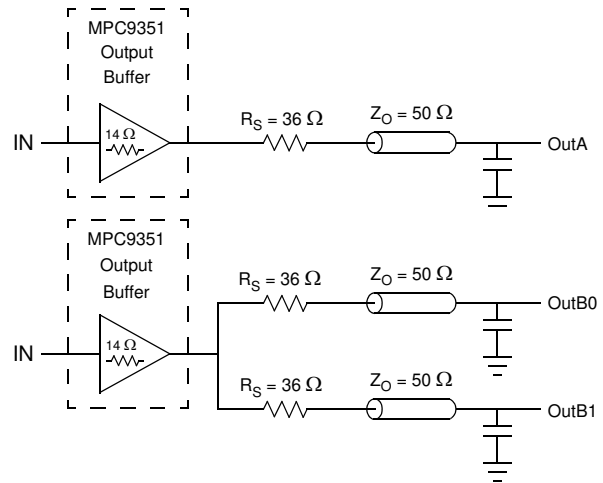 MPC9351
Output
Buffer
IN
14 Ω
R_S = 36 Ω
Z_O = 50 Ω
OutA
MPC9351
Output
Buffer
IN
14 Ω
R_S = 36 Ω
Z_O = 50 Ω
OutB0
R_S = 36 Ω
Z_O = 50 Ω
OutB1